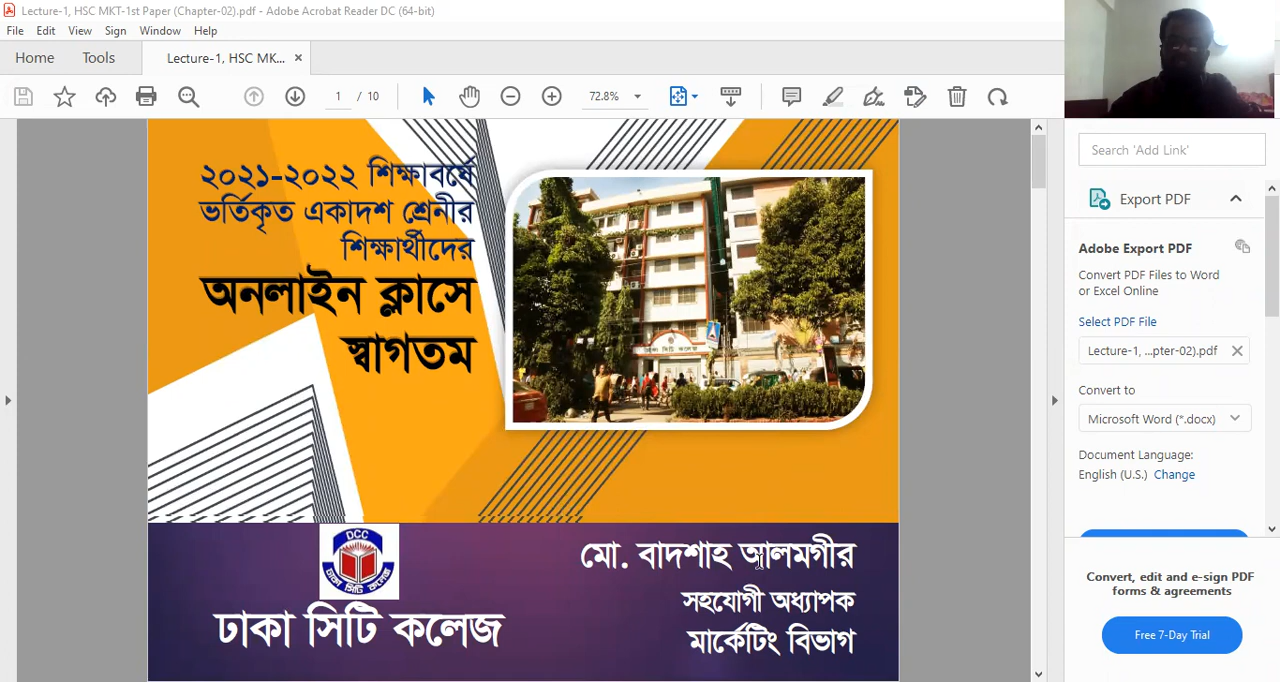 Lecture-1, HSC MKT-1st Paper (Chapter-02).pdf - Adobe Acrobat Reader DC (64-bit)
File Edit View Sign Window Help
Home Tools Lecture-1, HSC MK... ×
1 / 10 72.8%
Search 'Add Link'
Export PDF
Adobe Export PDF
Convert PDF Files to Word
or Excel Online
Select PDF File
Lecture-1, ...pter-02).pdf
Convert to
Microsoft Word (*.docx)
Document Language:
English (U.S.) Change
Convert, edit and e-sign PDF
forms & agreements
Free 7-Day Trial
২০২১-২০২২ শিক্ষাবর্ষে
ভর্তিকৃত একাদশ শ্রেনীর
শিক্ষার্থীদের
অনলাইন ক্লাসে
স্বাগতম
ঢাকা সিটি কলেজ
DCC
ঢাকা সিটি কলেজ
ঢাকা সিটি কলেজ
মো. বাদশাহ আলমগীর
সহযোগী অধ্যাপক
মার্কেটিং বিভাগ